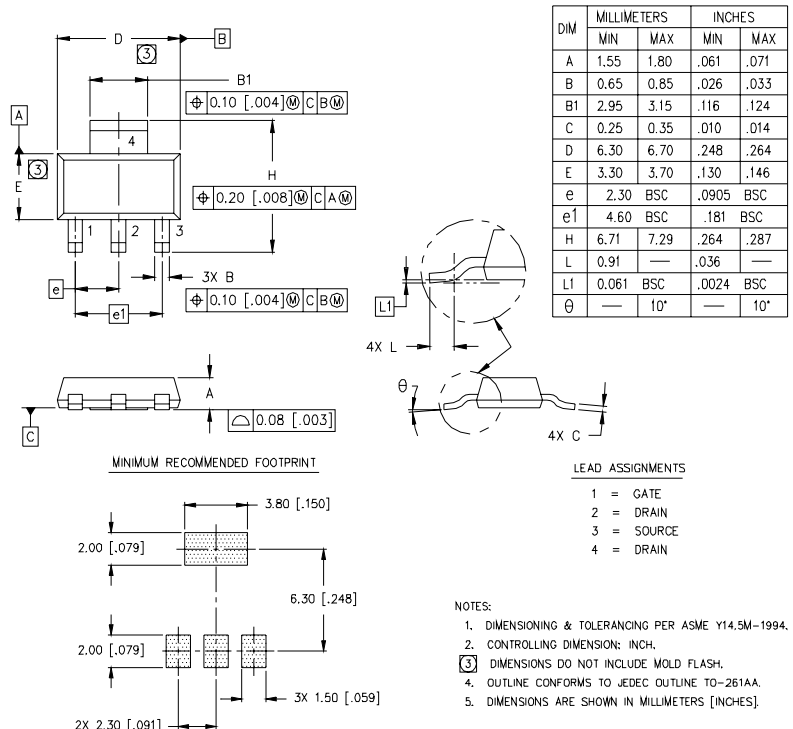 D
B
3
B1
⌖ 0.10 [.004]Ⓜ C BⓂ
A
4
3
E
H
⌖ 0.20 [.008]Ⓜ C AⓂ
1 2 3
3X B
e
⌖ 0.10 [.004]Ⓜ C BⓂ
e1
L1
4X L
A
θ
⌓ 0.08 [.003]
C
4X C
DIM MILLIMETERS INCHES
MIN MAX MIN MAX
A 1.55 1.80 .061 .071
B 0.65 0.85 .026 .033
B1 2.95 3.15 .116 .124
C 0.25 0.35 .010 .014
D 6.30 6.70 .248 .264
E 3.30 3.70 .130 .146
e 2.30 BSC .0905 BSC
e1 4.60 BSC .181 BSC
H 6.71 7.29 .264 .287
L 0.91 — .036 —
L1 0.061 BSC .0024 BSC
θ — 10° — 10°
MINIMUM RECOMMENDED FOOTPRINT
3.80 [.150]
2.00 [.079]
6.30 [.248]
2.00 [.079]
3X 1.50 [.059]
2X 2.30 [.091]
LEAD ASSIGNMENTS
1 = GATE
2 = DRAIN
3 = SOURCE
4 = DRAIN
NOTES:
1. DIMENSIONING & TOLERANCING PER ASME Y14.5M-1994.
2. CONTROLLING DIMENSION: INCH.
3 DIMENSIONS DO NOT INCLUDE MOLD FLASH.
4. OUTLINE CONFORMS TO JEDEC OUTLINE TO-261AA.
5. DIMENSIONS ARE SHOWN IN MILLIMETERS [INCHES].